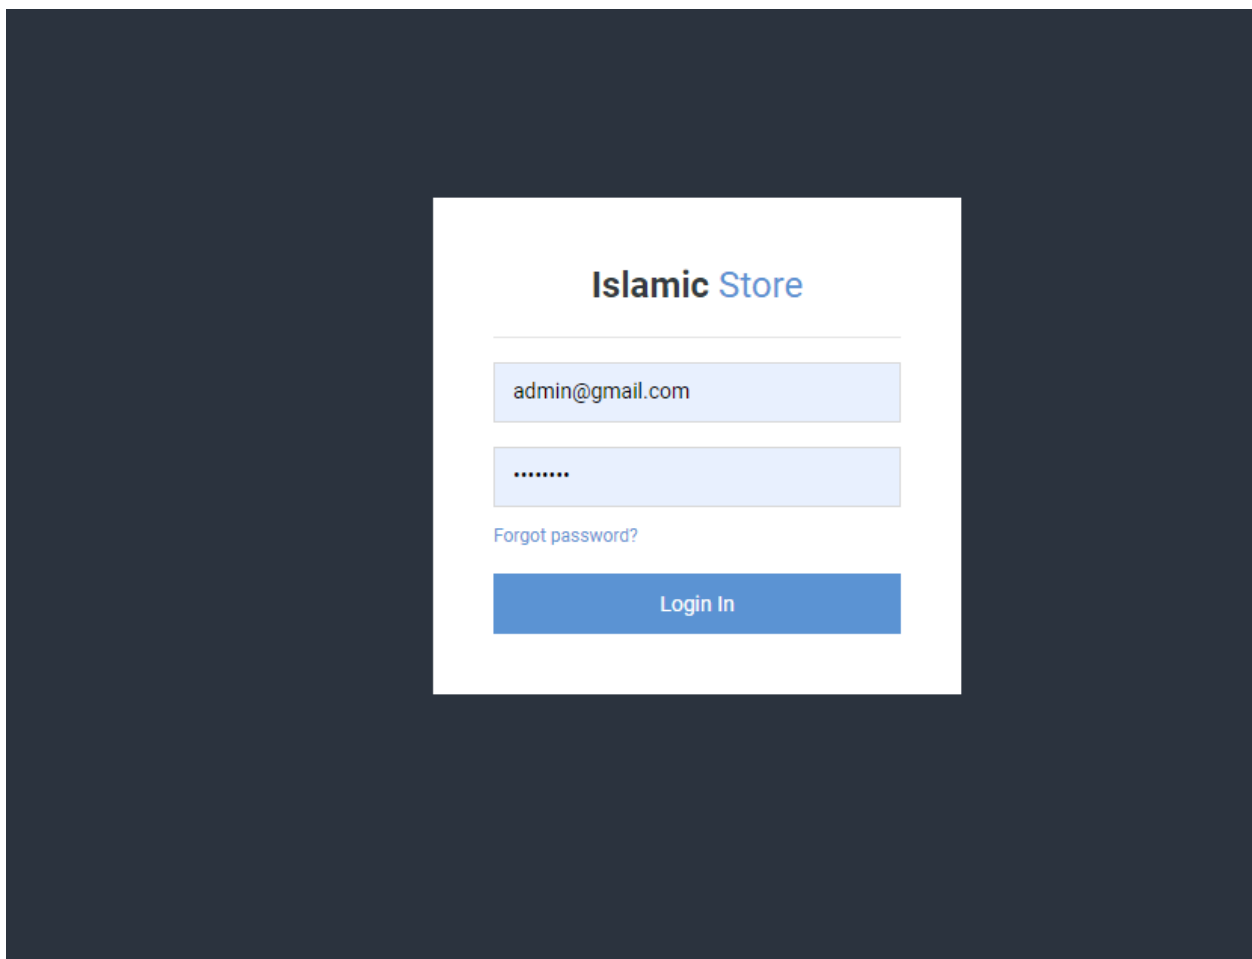 Islamic Store
admin@gmail.com
••••••••
Forgot password?
Login In